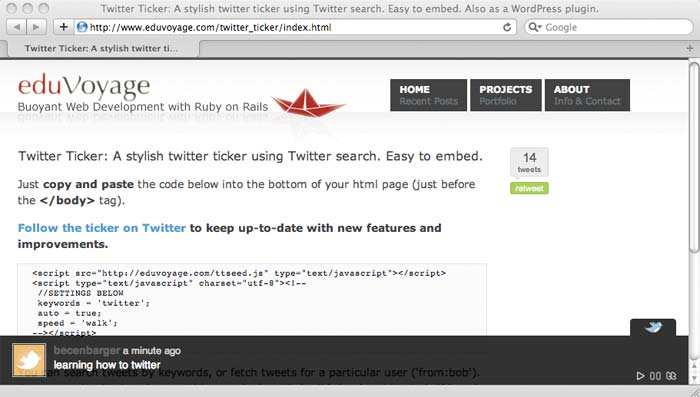 Twitter Ticker: A stylish twitter ticker using Twitter search. Easy to embed. Also as a WordPress plugin.
http://www.eduvoyage.com/twitter_ticker/index.html
Google
Twitter Ticker: A stylish twitter ti...
eduVoyage
Buoyant Web Development with Ruby on Rails
HOME
Recent Posts
PROJECTS
Portfolio
ABOUT
Info & Contact
Twitter Ticker: A stylish twitter ticker using Twitter search. Easy to embed.
14
tweets
retweet
Just copy and paste the code below into the bottom of your html page (just before
the </body> tag).
Follow the ticker on Twitter to keep up-to-date with new features and
improvements.
<script src="http://eduvoyage.com/ttseed.js" type="text/javascript"></script>
<script type="text/javascript" charset="utf-8"><!--
//SETTINGS BELOW
keywords = 'twitter';
auto = true;
speed = 'walk';
--></script>
becenbarger a minute ago
learning how to twitter
You can search tweets by keywords, or fetch tweets for a particular user ('from:bob').